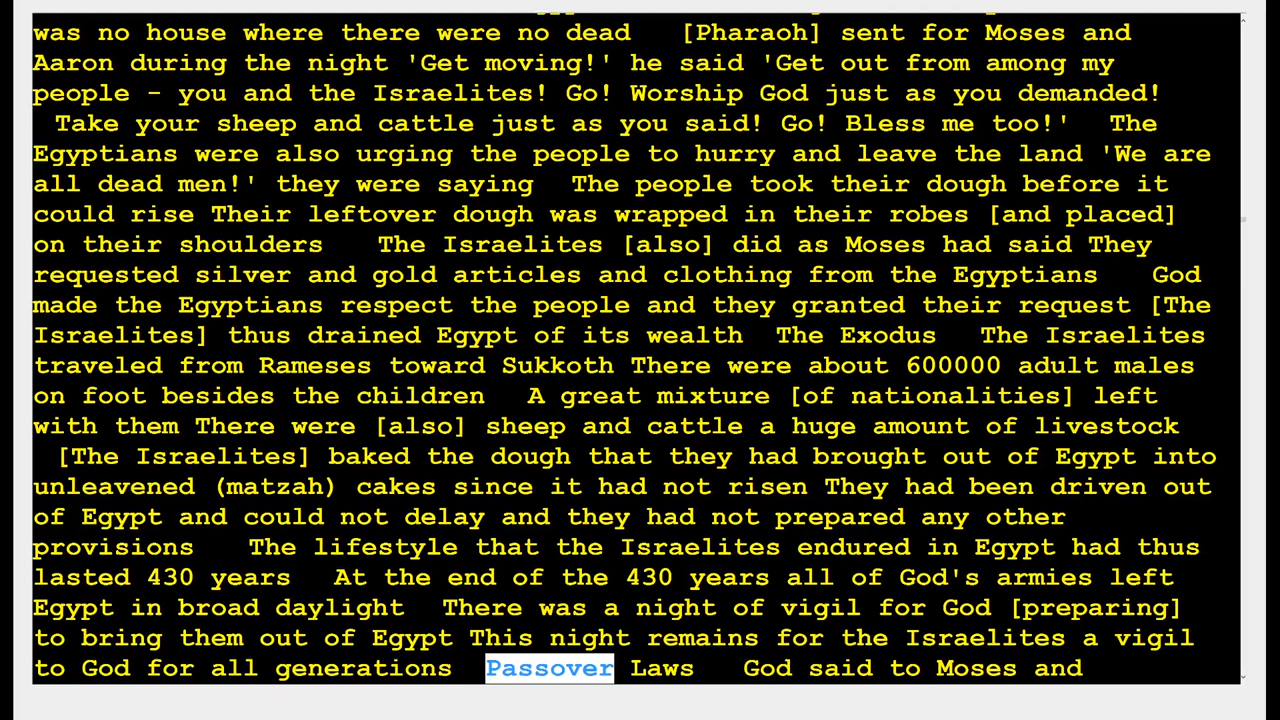 was no house where there were no dead [Pharaoh] sent for Moses and
Aaron during the night 'Get moving!' he said 'Get out from among my
people - you and the Israelites! Go! Worship God just as you demanded!
Take your sheep and cattle just as you said! Go! Bless me too!' The
Egyptians were also urging the people to hurry and leave the land 'We are
all dead men!' they were saying The people took their dough before it
could rise Their leftover dough was wrapped in their robes [and placed]
on their shoulders The Israelites [also] did as Moses had said They
requested silver and gold articles and clothing from the Egyptians God
made the Egyptians respect the people and they granted their request [The
Israelites] thus drained Egypt of its wealth The Exodus The Israelites
traveled from Rameses toward Sukkoth There were about 600000 adult males
on foot besides the children A great mixture [of nationalities] left
with them There were [also] sheep and cattle a huge amount of livestock
[The Israelites] baked the dough that they had brought out of Egypt into
unleavened (matzah) cakes since it had not risen They had been driven out
of Egypt and could not delay and they had not prepared any other
provisions The lifestyle that the Israelites endured in Egypt had thus
lasted 430 years At the end of the 430 years all of God's armies left
Egypt in broad daylight There was a night of vigil for God [preparing]
to bring them out of Egypt This night remains for the Israelites a vigil
to God for all generations Passover Laws God said to Moses and